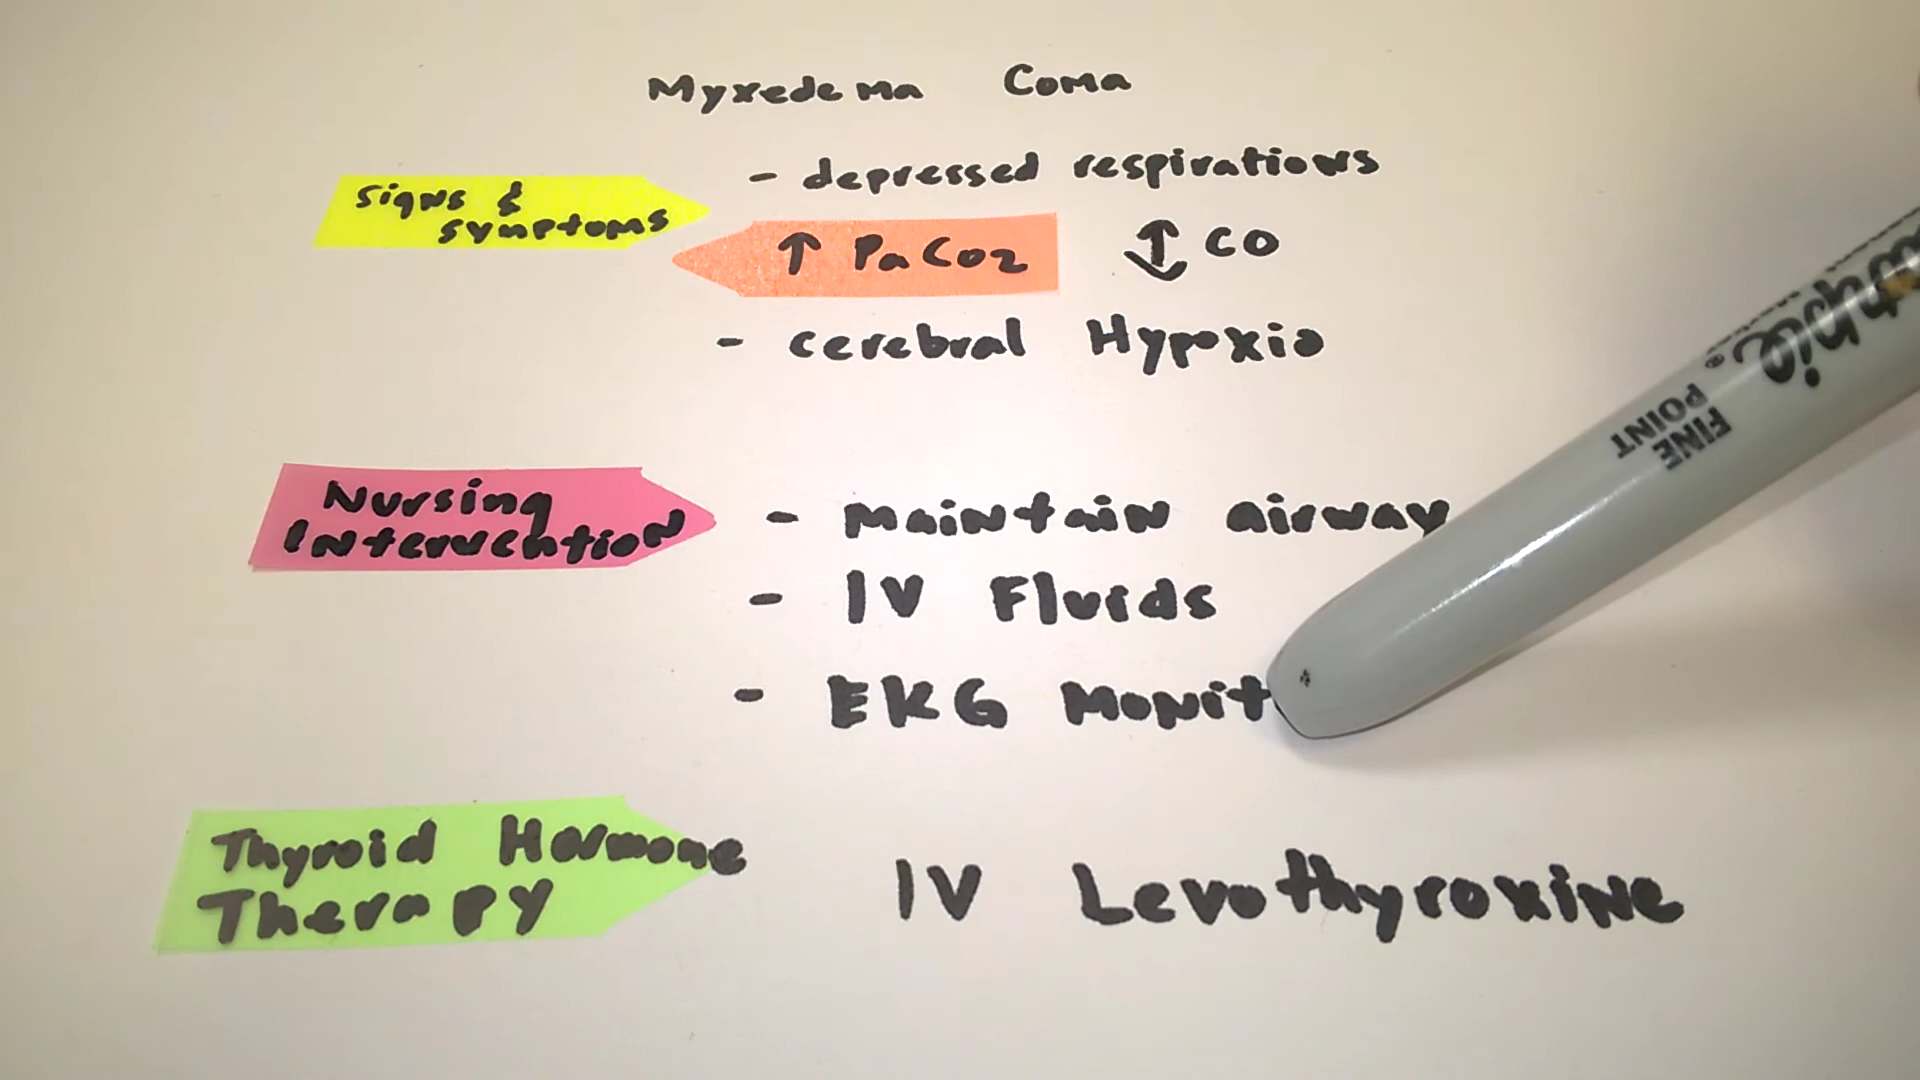 Myxedema Coma
- depressed respirations
Signs &
symptoms
↑ PaCO2 ↕ CO
- cerebral Hypoxia
Nursing
Intervention
- Maintain airway
- IV Fluids
- EKG Monit
Thyroid Hormone
Therapy
IV Levothyroxine
Sharpie®
FINE
POINT